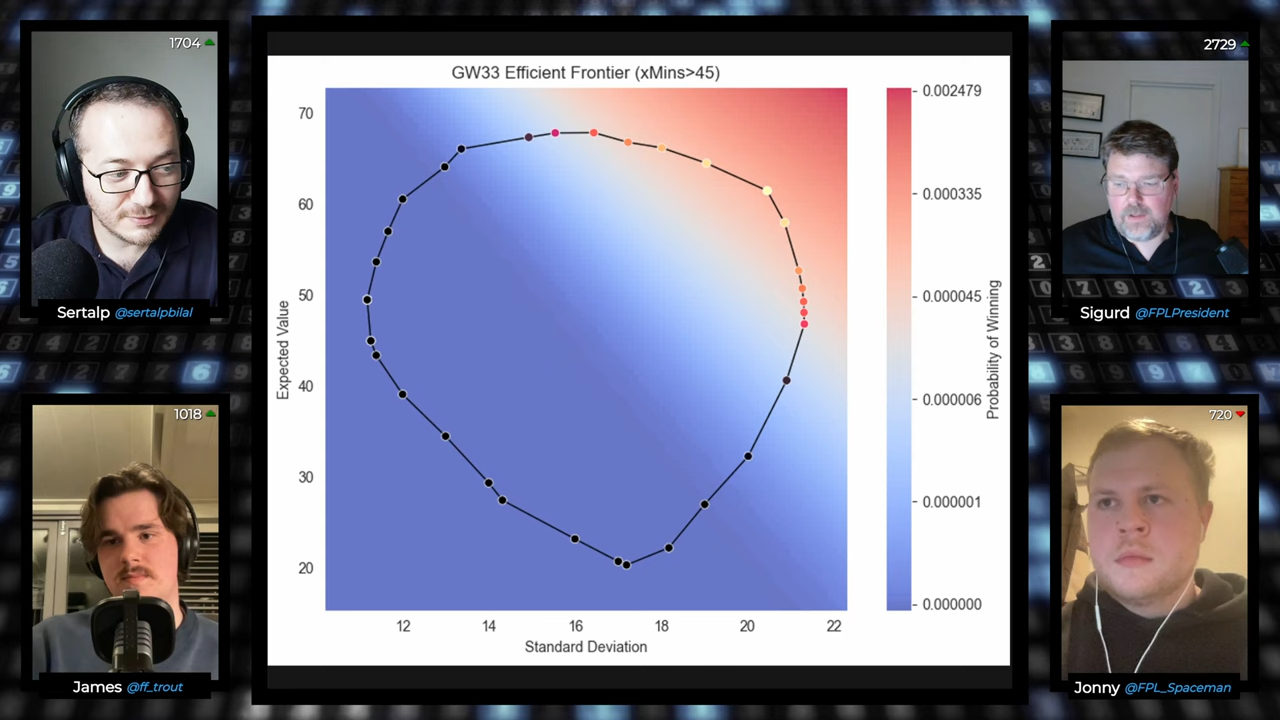 1704
Sertalp @sertalpbilal
1018
James @ff_trout
GW33 Efficient Frontier (xMins>45)
Expected Value
70
60
50
40
30
20
12 14 16 18 20 22
Standard Deviation
0.002479
0.000335
0.000045
0.000006
0.000001
0.000000
Probability of Winning
2729
Sigurd @FPLPresident
720
Jonny @FPL_Spaceman